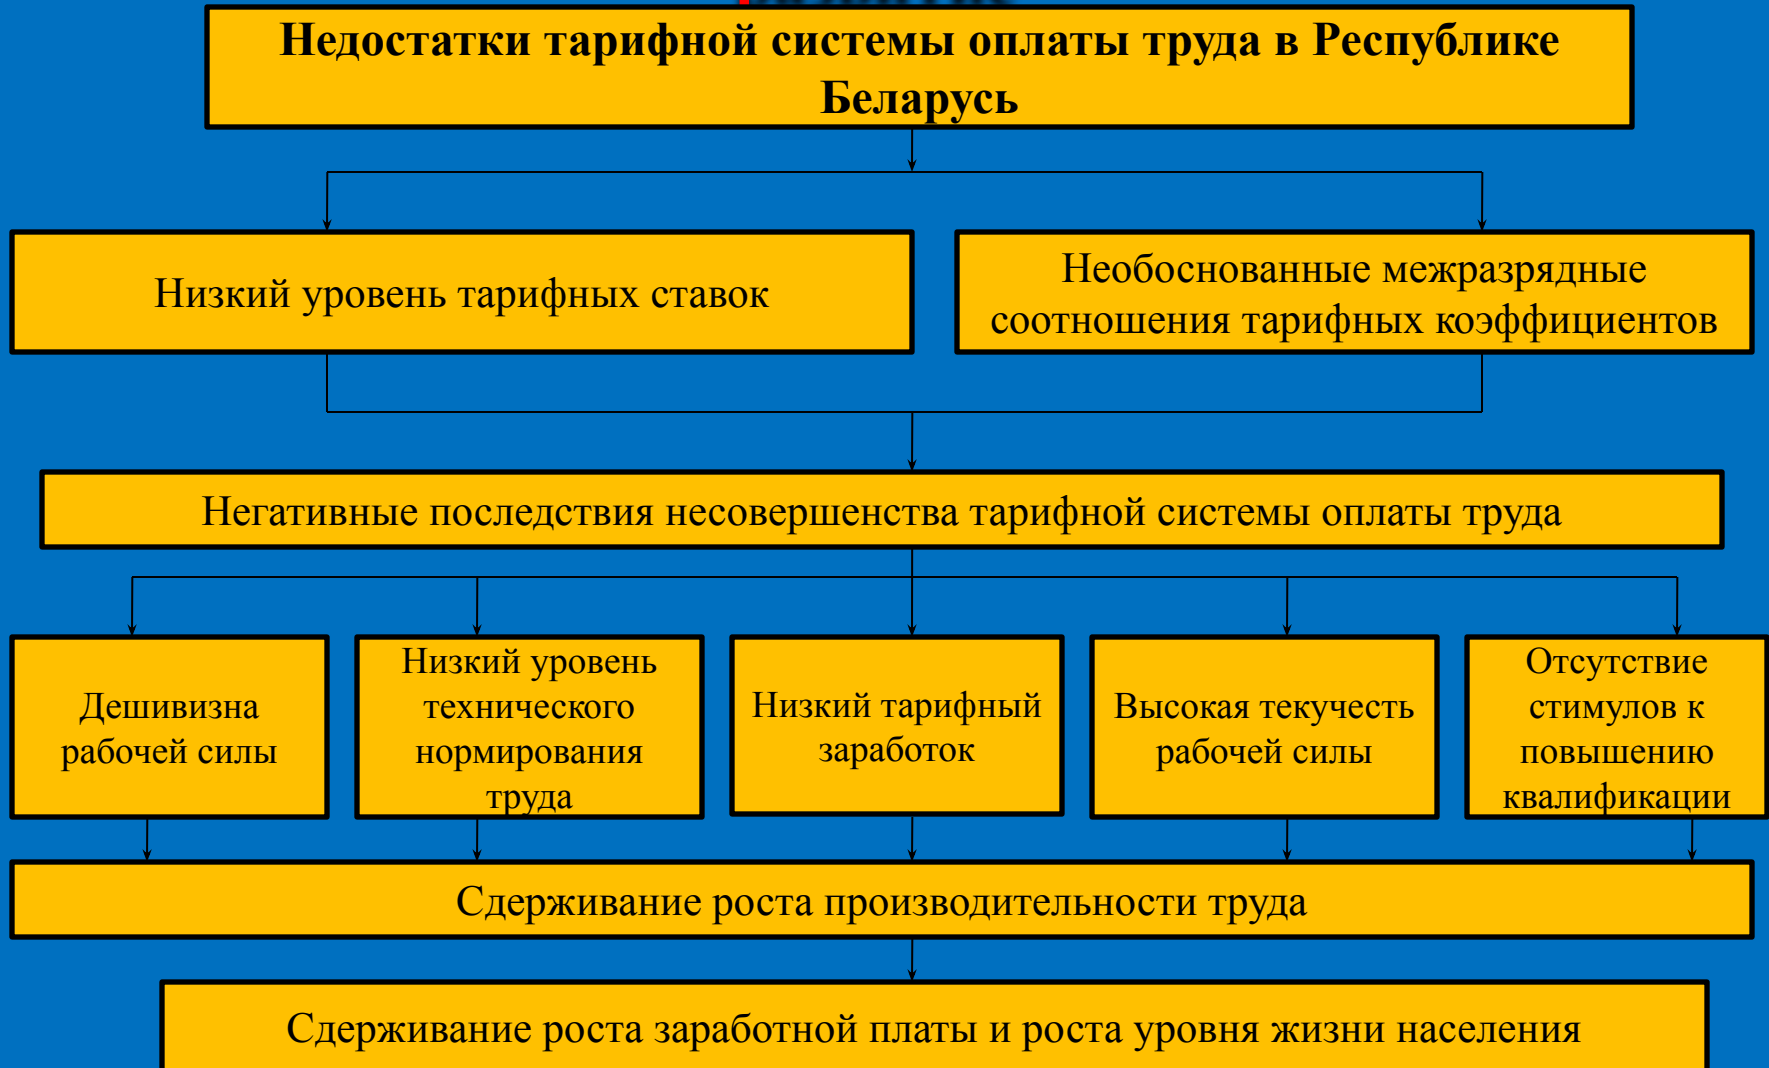 Недостатки тарифной системы оплаты труда в Республике
Беларусь
Низкий уровень тарифных ставок
Необоснованные межразрядные
соотношения тарифных коэффициентов
Негативные последствия несовершенства тарифной системы оплаты труда
Дешивизна
рабочей силы
Низкий уровень
технического
нормирования
труда
Низкий тарифный
заработок
Высокая текучесть
рабочей силы
Отсутствие
стимулов к
повышению
квалификации
Сдерживание роста производительности труда
Сдерживание роста заработной платы и роста уровня жизни населения